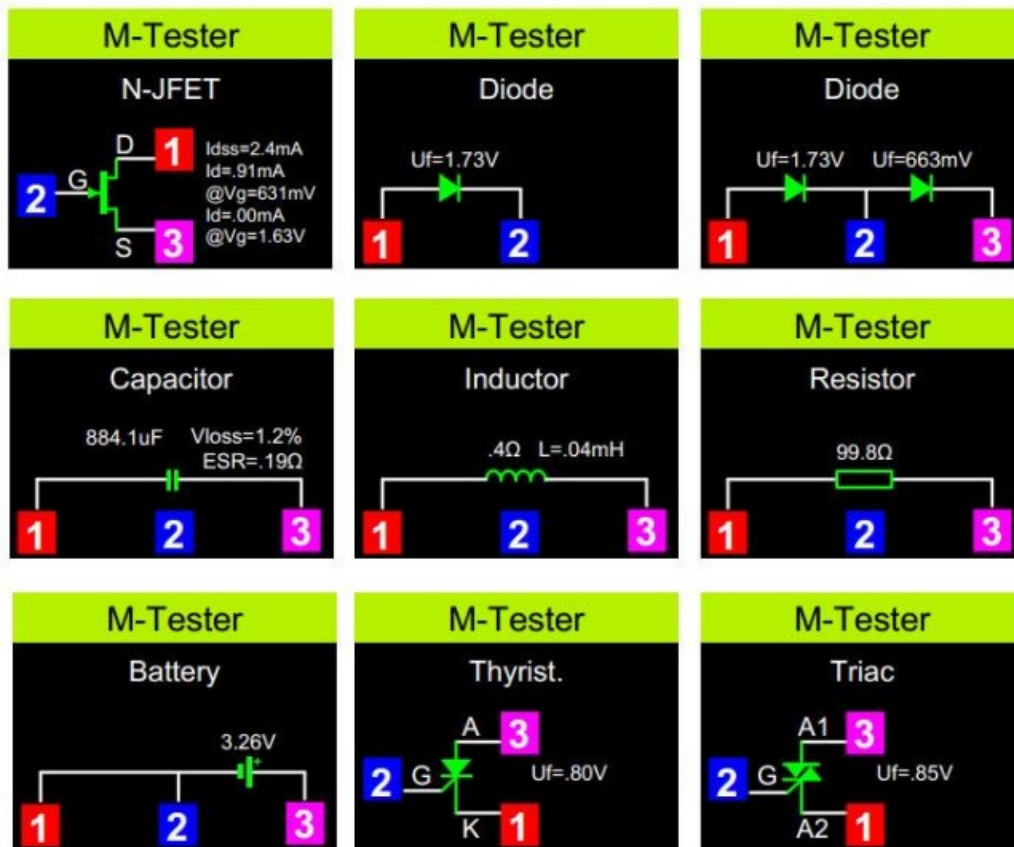 M-Tester
N-JFET
D
1
Idss=2.4mA
Id=.91mA
2
G
@Vg=631mV
Id=.00mA
S
3
@Vg=1.63V
M-Tester
Diode
Uf=1.73V
1
2
M-Tester
Diode
Uf=1.73V
Uf=663mV
1
2
3
M-Tester
Capacitor
884.1uF
Vloss=1.2%
ESR=.19Ω
1
2
3
M-Tester
Inductor
.4Ω L=.04mH
1
2
3
M-Tester
Resistor
99.8Ω
1
2
3
M-Tester
Battery
3.26V
+
1
2
3
M-Tester
Thyrist.
A
3
2
G
Uf=.80V
K
1
M-Tester
Triac
A1
3
2
G
Uf=.85V
A2
1